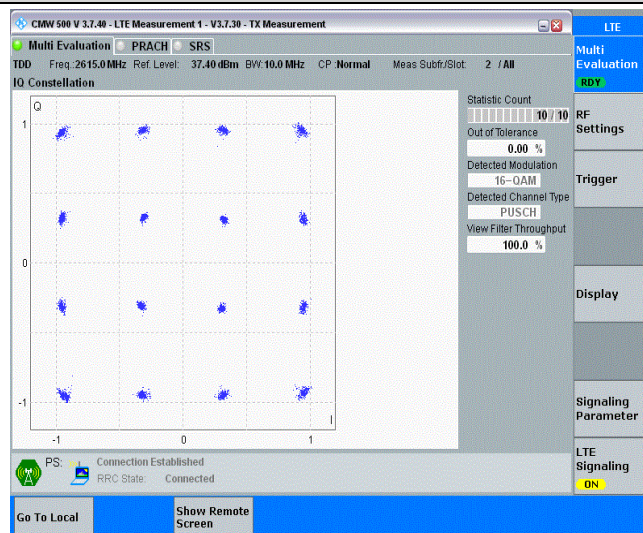 CMW 500 V 3.7.40 - LTE Measurement 1 - V3.7.30 - TX Measurement
LTE
Multi Evaluation PRACH SRS
TDD Freq.:2615.0 MHz Ref. Level: 37.40 dBm BW:10.0 MHz CP :Normal Meas Subfr./Slot: 2 / All
IQ Constellation
Q
1
0
-1
I
-1 0 1
Statistic Count
10 / 10
Out of Tolerance
0.00 %
Detected Modulation
16-QAM
Detected Channel Type
PUSCH
View Filter Throughput
100.0 %
Multi
Evaluation
RDY
RF
Settings
Trigger
Display
Signaling
Parameter
LTE
Signaling
ON
PS: Connection Established
RRC State: Connected
Go To Local
Show Remote
Screen